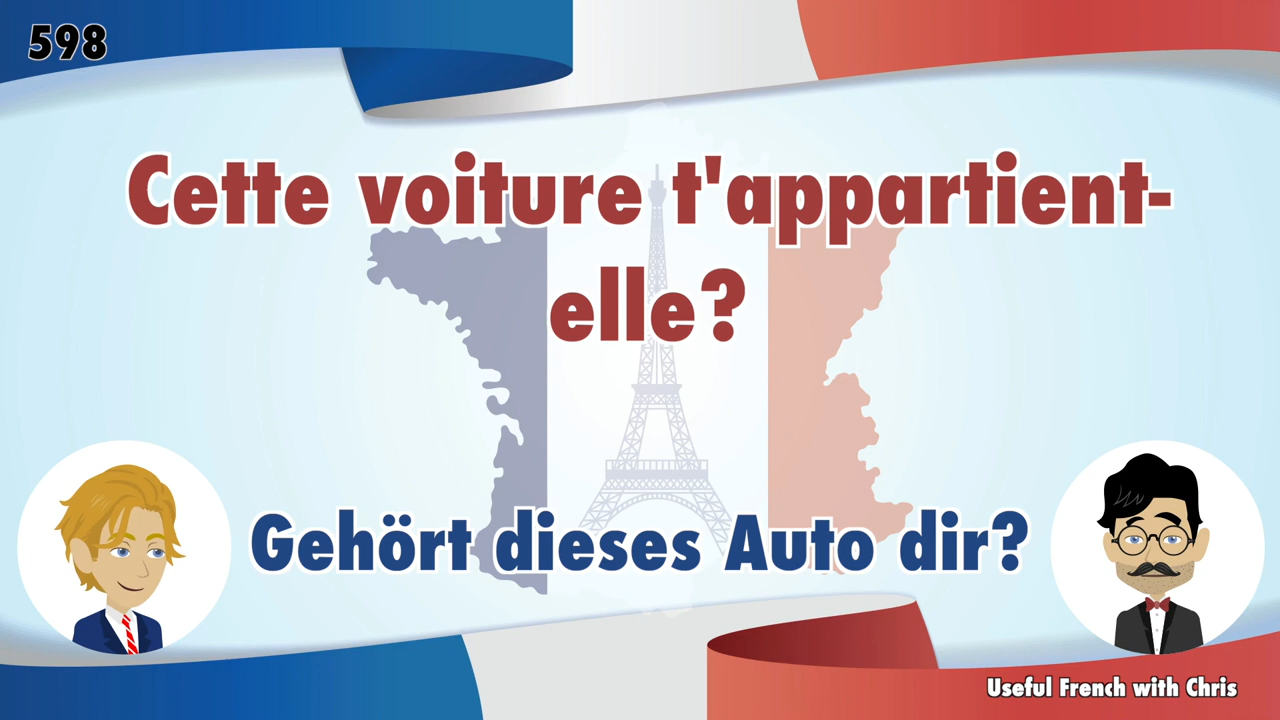 598
Cette voiture t'appartient-
elle?
Gehört dieses Auto dir?
Useful French with Chris